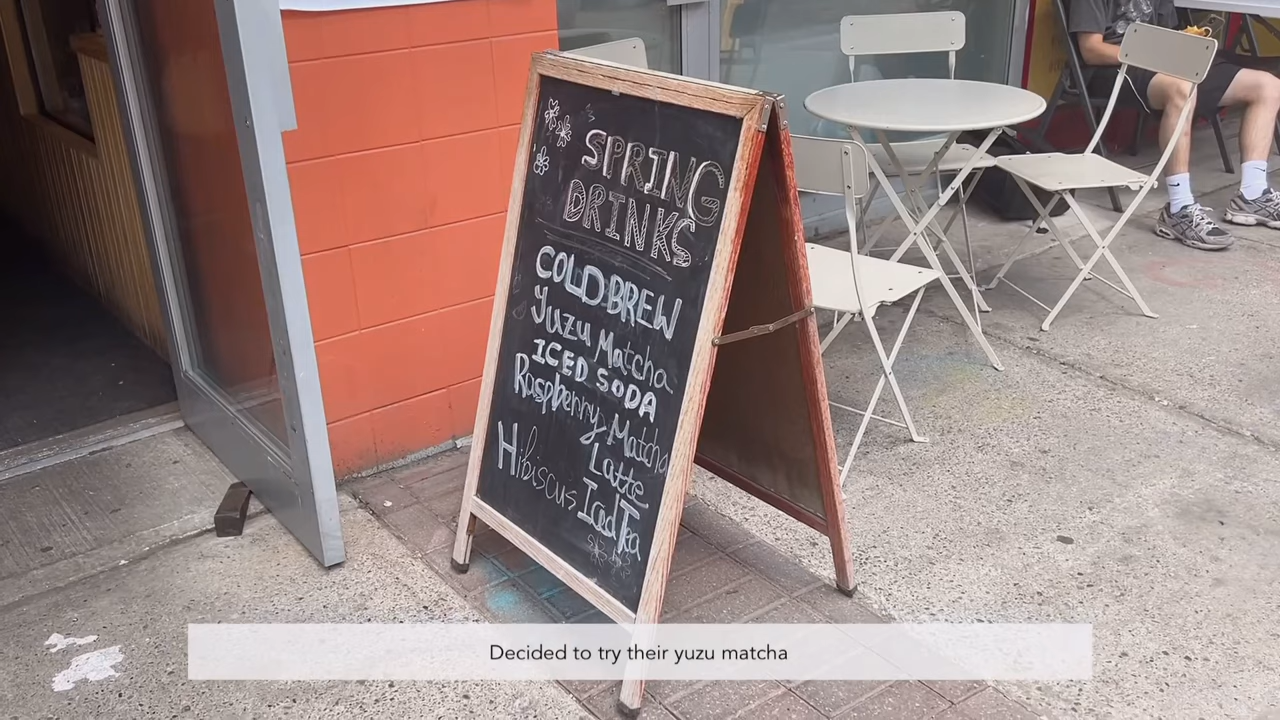 SPRING
DRINKS
COLD BREW
Yuzu Matcha
ICED SODA
Raspberry Matcha
Latte
Hibiscus Iced Tea
Decided to try their yuzu matcha